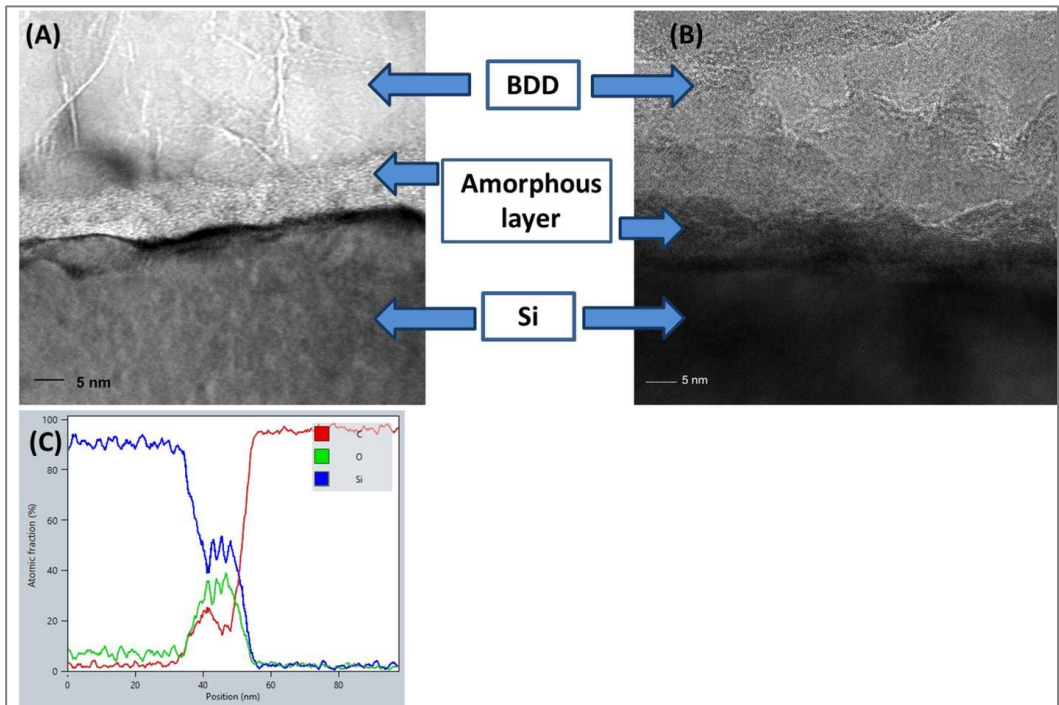 (A)
(B)
BDD
Amorphous
layer
Si
5 nm
5 nm
(C)
100
80
60
40
20
0
Atomic fraction (%)
C
O
Si
0
20
40
60
80
Position (nm)